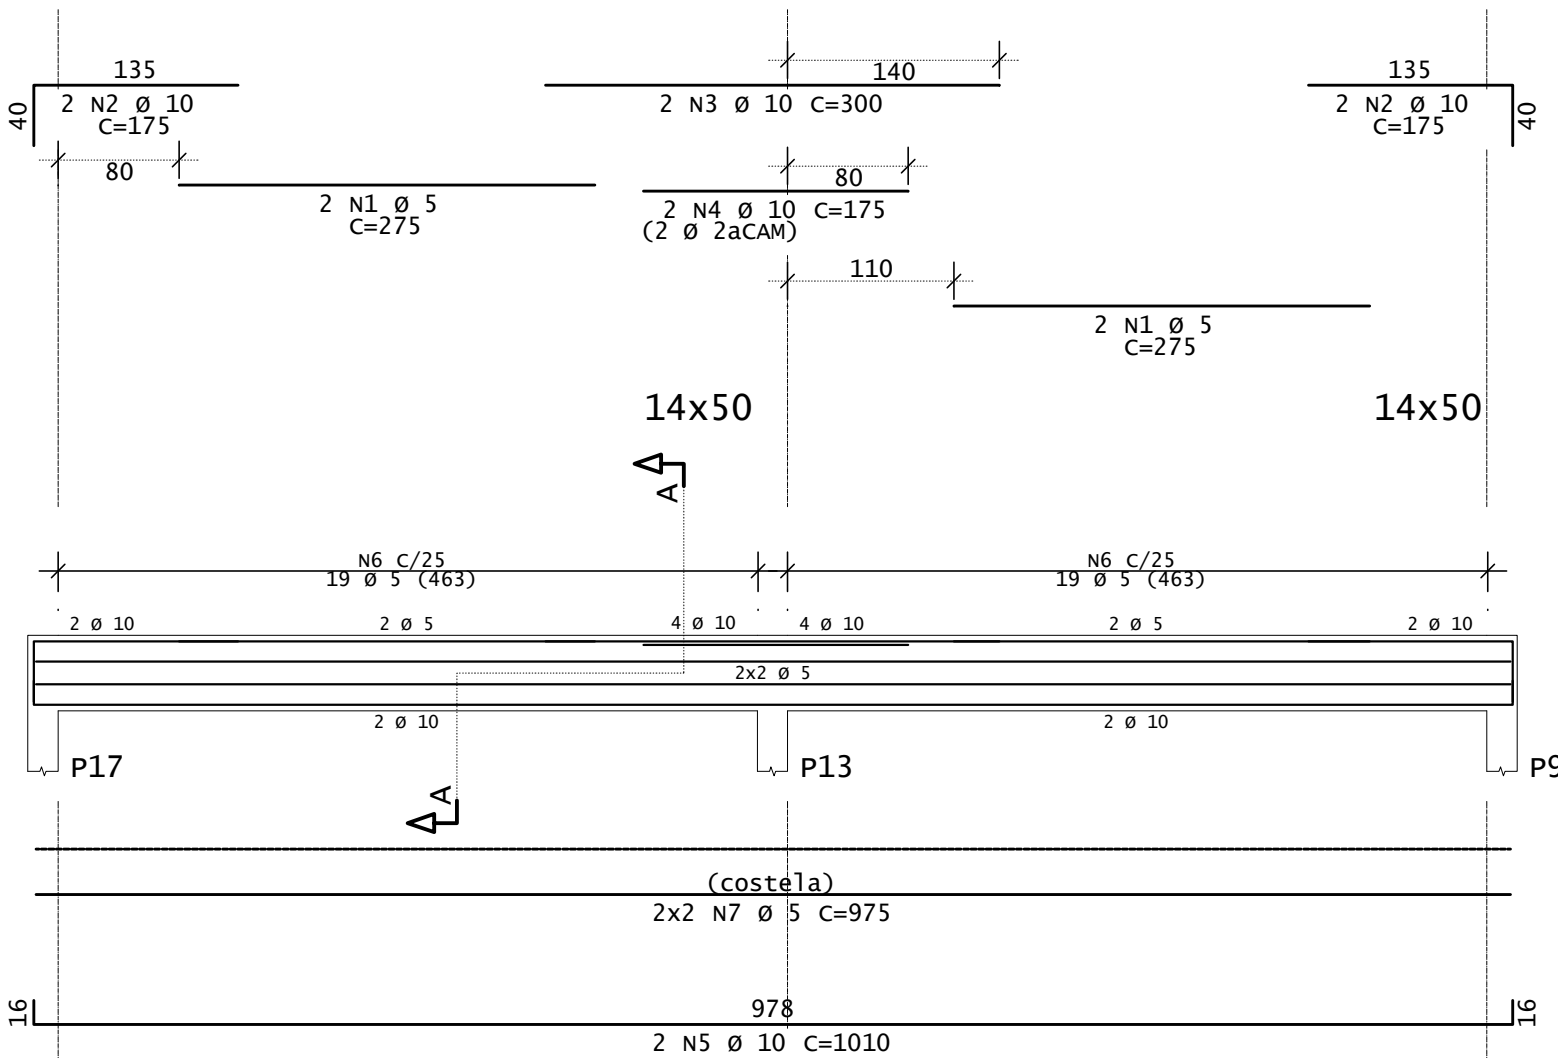 135
140
135
40
2 N2 Ø 10
C=175
2 N3 Ø 10 C=300
2 N2 Ø 10
C=175
40
80
80
2 N1 Ø 5
C=275
2 N4 Ø 10 C=175
(2 Ø 2aCAM)
110
2 N1 Ø 5
C=275
14x50
14x50
A
N6 C/25
19 Ø 5 (463)
N6 C/25
19 Ø 5 (463)
2 Ø 10
2 Ø 5
4 Ø 10
4 Ø 10
2 Ø 5
2 Ø 10
2x2 Ø 5
2 Ø 10
2 Ø 10
P17
P13
P9
A
(costela)
2x2 N7 Ø 5 C=975
16
978
16
2 N5 Ø 10 C=1010